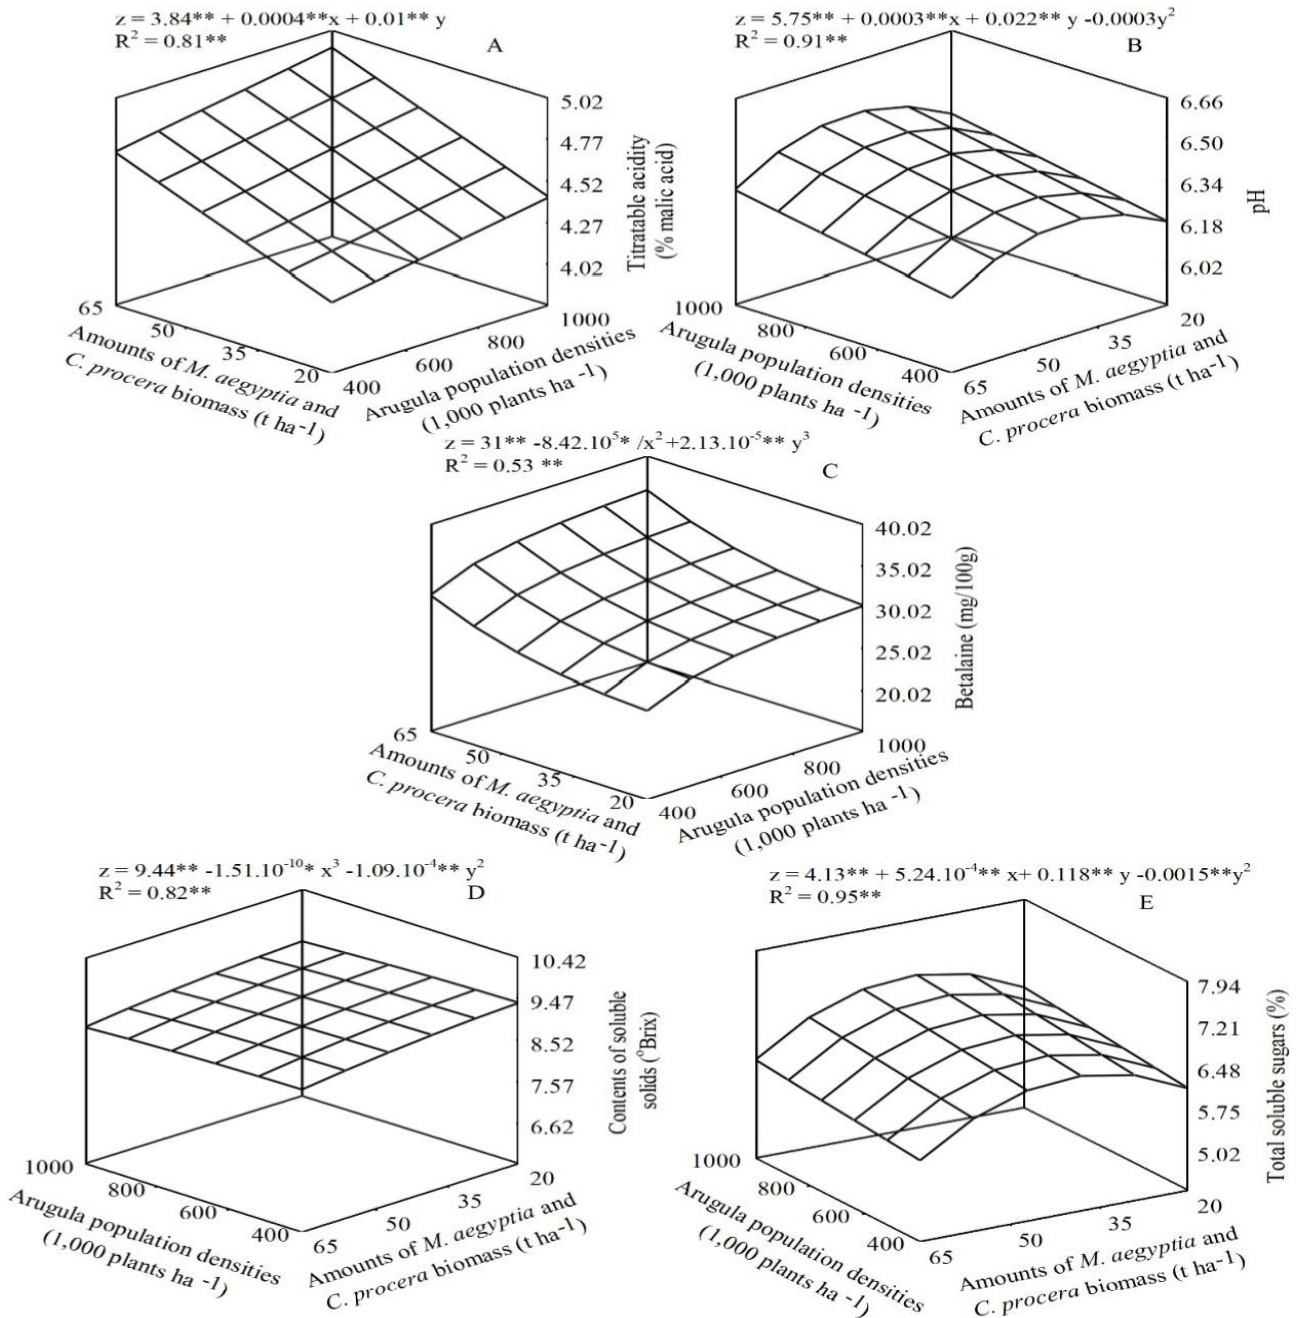 z = 3.84** + 0.0004**x + 0.01** y
R² = 0.81**
A
5.02
4.77
4.52
4.27
4.02
Titratable acidity
(% malic acid)
65
50
35
20
Amounts of M. aegyptia and
C. procera biomass (t ha⁻¹)
400
600
800
1000
Arugula population densities
(1,000 plants ha -1)
z = 5.75** + 0.0003**x + 0.022** y -0.0003y²
R² = 0.91**
B
6.66
6.50
6.34
6.18
6.02
pH
1000
800
600
400
Arugula population densities
(1,000 plants ha -1)
65
50
35
20
Amounts of M. aegyptia and
C. procera biomass (t ha⁻¹)
z = 31** -8.42.10⁵* /x² +2.13.10⁻⁵** y³
R² = 0.53 **
C
40.02
35.02
30.02
25.02
20.02
Betalaine (mg/100g)
65
50
35
20
Amounts of M. aegyptia and
C. procera biomass (t ha⁻¹)
400
600
800
1000
Arugula population densities
(1,000 plants ha -1)
z = 9.44** -1.51.10⁻¹⁰* x³ -1.09.10⁻⁴** y²
R² = 0.82**
D
10.42
9.47
8.52
7.57
6.62
Contents of soluble
solids (°Brix)
1000
800
600
400
Arugula population densities
(1,000 plants ha -1)
65
50
35
20
Amounts of M. aegyptia and
C. procera biomass (t ha⁻¹)
z = 4.13** + 5.24.10⁻⁴** x+ 0.118** y -0.0015**y²
R² = 0.95**
E
7.94
7.21
6.48
5.75
5.02
Total soluble sugars (%)
1000
800
600
400
Arugula population densities
(1,000 plants ha -1)
65
50
35
20
Amounts of M. aegyptia and
C. procera biomass (t ha⁻¹)